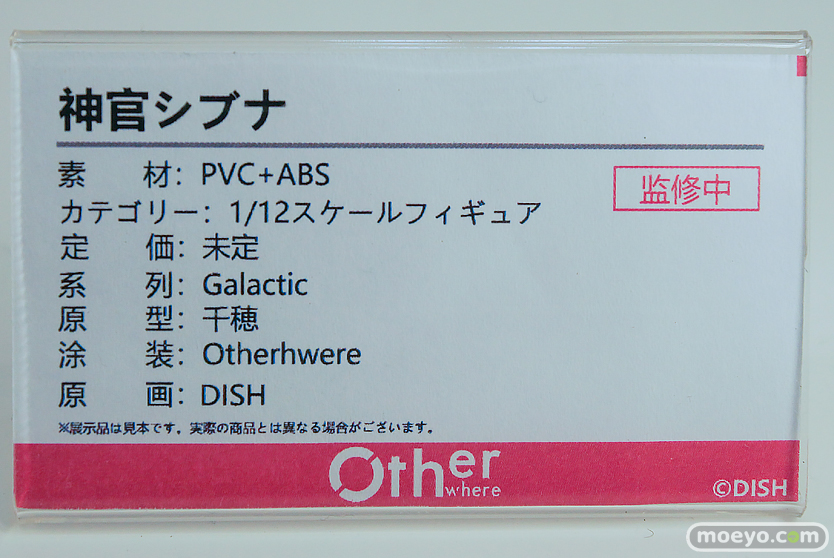 神官シブナ
素 材：PVC+ABS
监修中
カテゴリー：1/12スケールフィギュア
定 価：未定
系 列：Galactic
原 型：千穂
涂 装：Otherhwere
原 画：DISH
※展示品は見本です。実際の商品とは異なる場合がございます。
Other
where
©DISH
moeyo.com